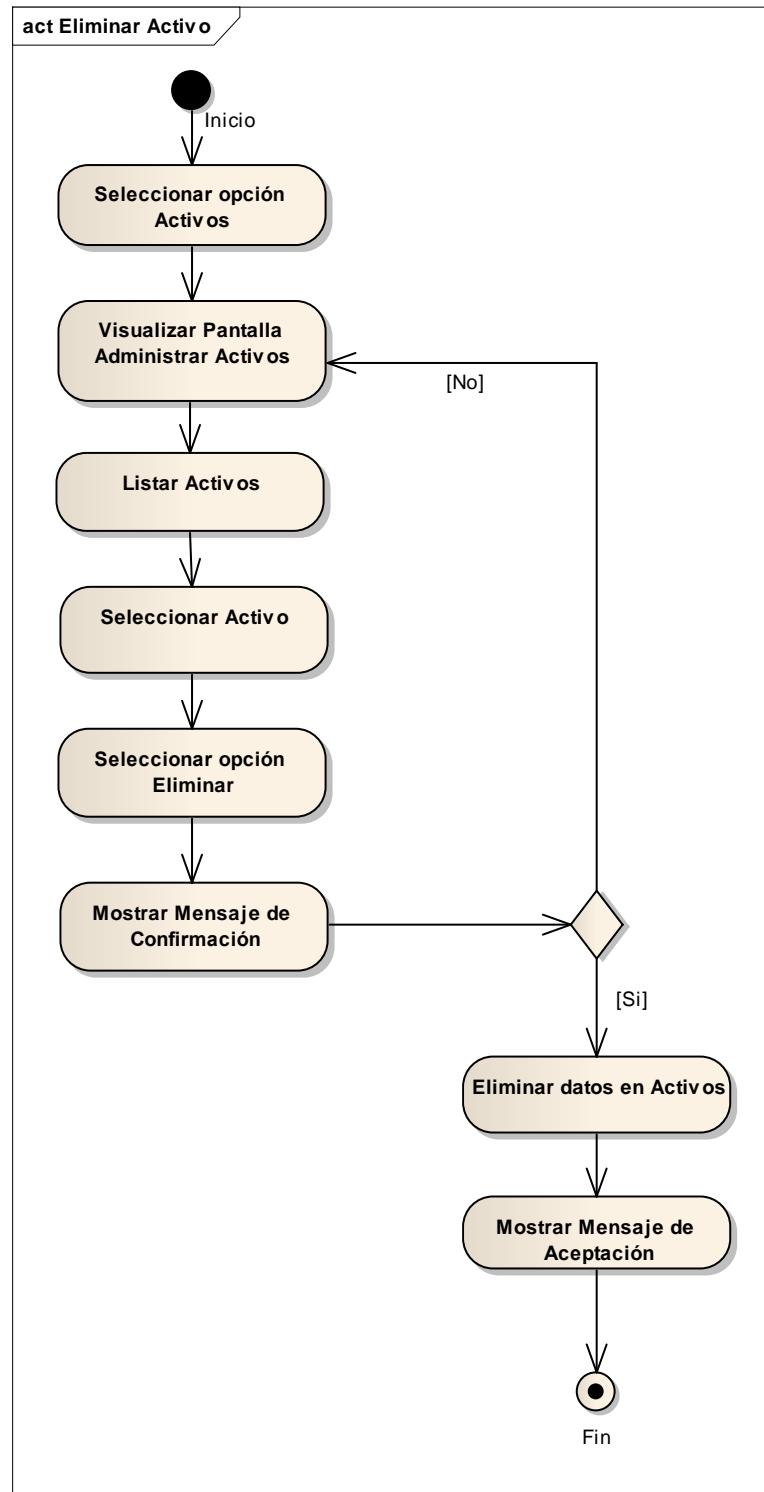 act Eliminar Activo
Inicio
Seleccionar opción
Activos
Visualizar Pantalla
Administrar Activos
[No]
Listar Activos
Seleccionar Activo
Seleccionar opción
Eliminar
Mostrar Mensaje de
Confirmación
[Si]
Eliminar datos en Activos
Mostrar Mensaje de
Aceptación
Fin